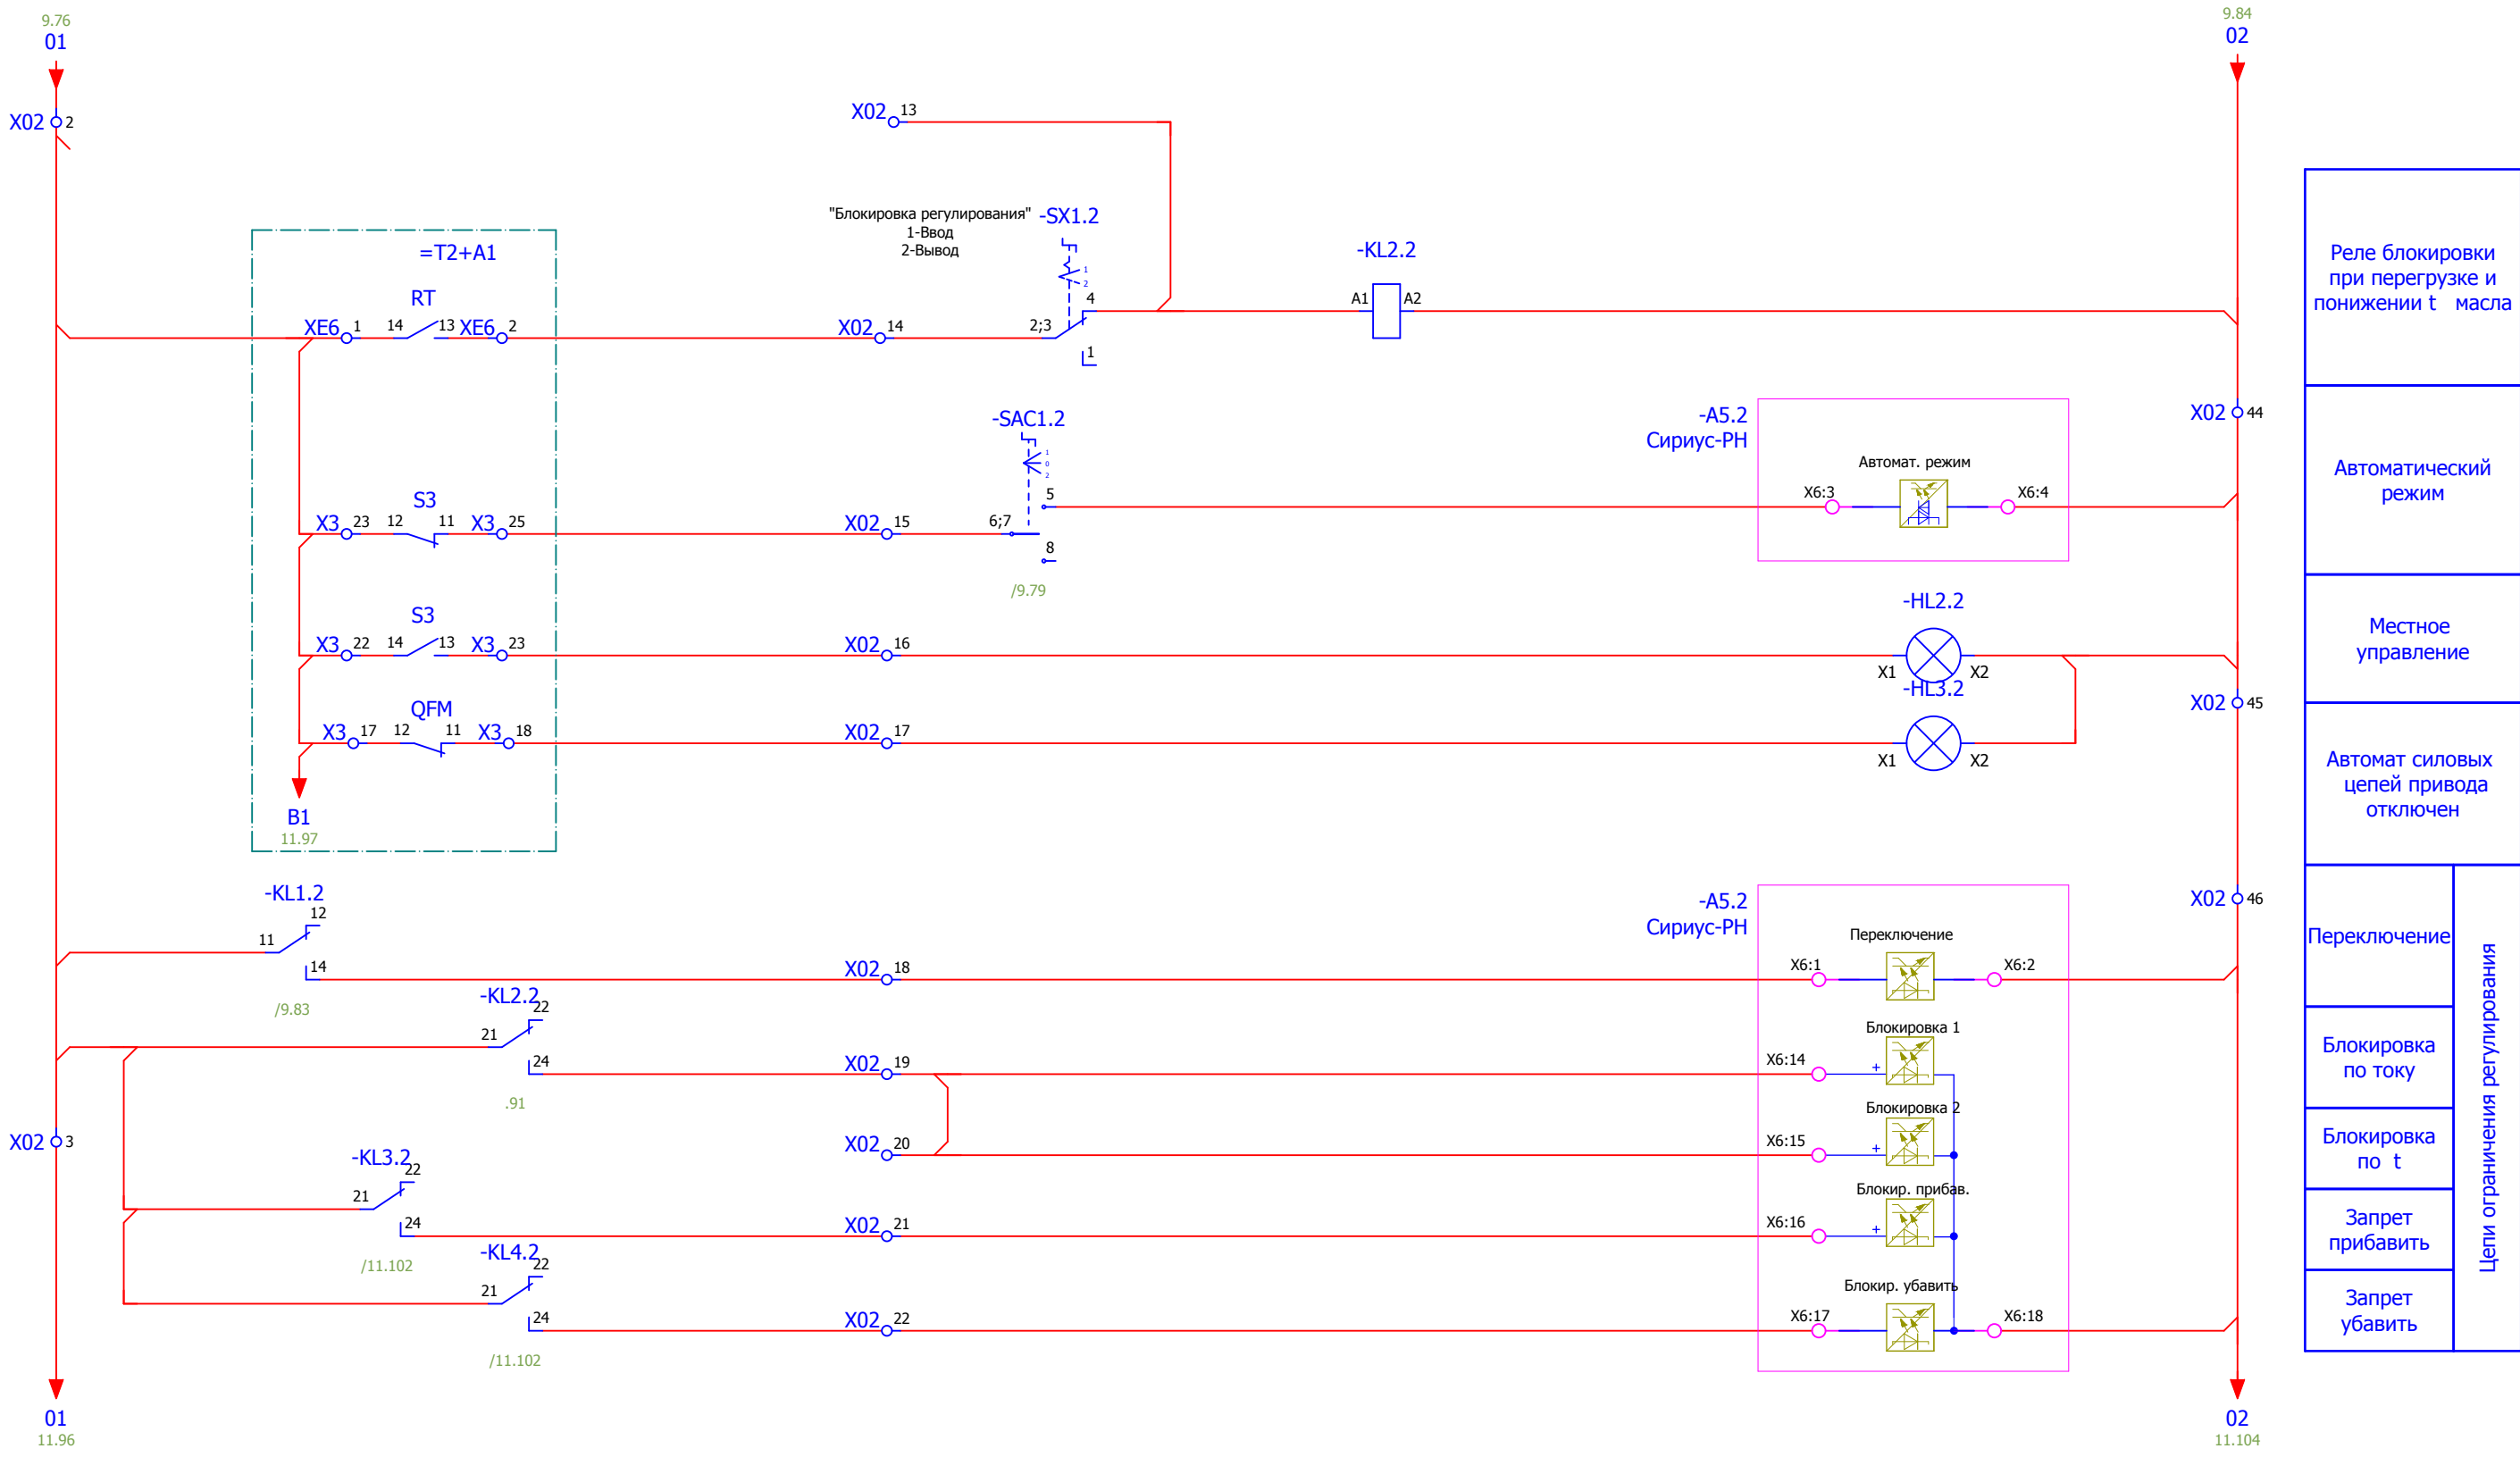 9.76
01
9.84
02
X02 2
X02 13
"Блокировка регулирования"
1-Ввод
2-Вывод
-SX1.2
1
2
4
2;3
1
-KL2.2
A1 A2
=T2+A1
RT
XE6 1 14 13 XE6 2
X02 14
Реле блокировки
при перегрузке и
понижении t масла
-SAC1.2
1
0
2
5
6;7
8
/9.79
-A5.2
Сириус-РН
Автомат. режим
X6:3 X6:4
X02 44
Автоматический
режим
S3
X3 23 12 11 X3 25
X02 15
S3
X3 22 14 13 X3 23
X02 16
-HL2.2
X1 X2
Местное
управление
QFM
X3 17 12 11 X3 18
X02 17
-HL3.2
X1 X2
X02 45
Автомат силовых
цепей привода
отключен
B1
11.97
-KL1.2
12
11
14
/9.83
X02 18
-A5.2
Сириус-РН
Переключение
X6:1 X6:2
X02 46
Переключение
Цепи ограничения регулирования
-KL2.2
22
21
24
.91
X02 19
Блокировка 1
X6:14 +
Блокировка
по току
X02 3
X02 20
Блокировка 2
X6:15 +
Блокировка
по t
-KL3.2
22
21
24
/11.102
X02 21
Блокир. прибав.
X6:16 +
Запрет
прибавить
-KL4.2
22
21
24
/11.102
X02 22
Блокир. убавить
X6:17 X6:18
Запрет
убавить
01
11.96
02
11.104